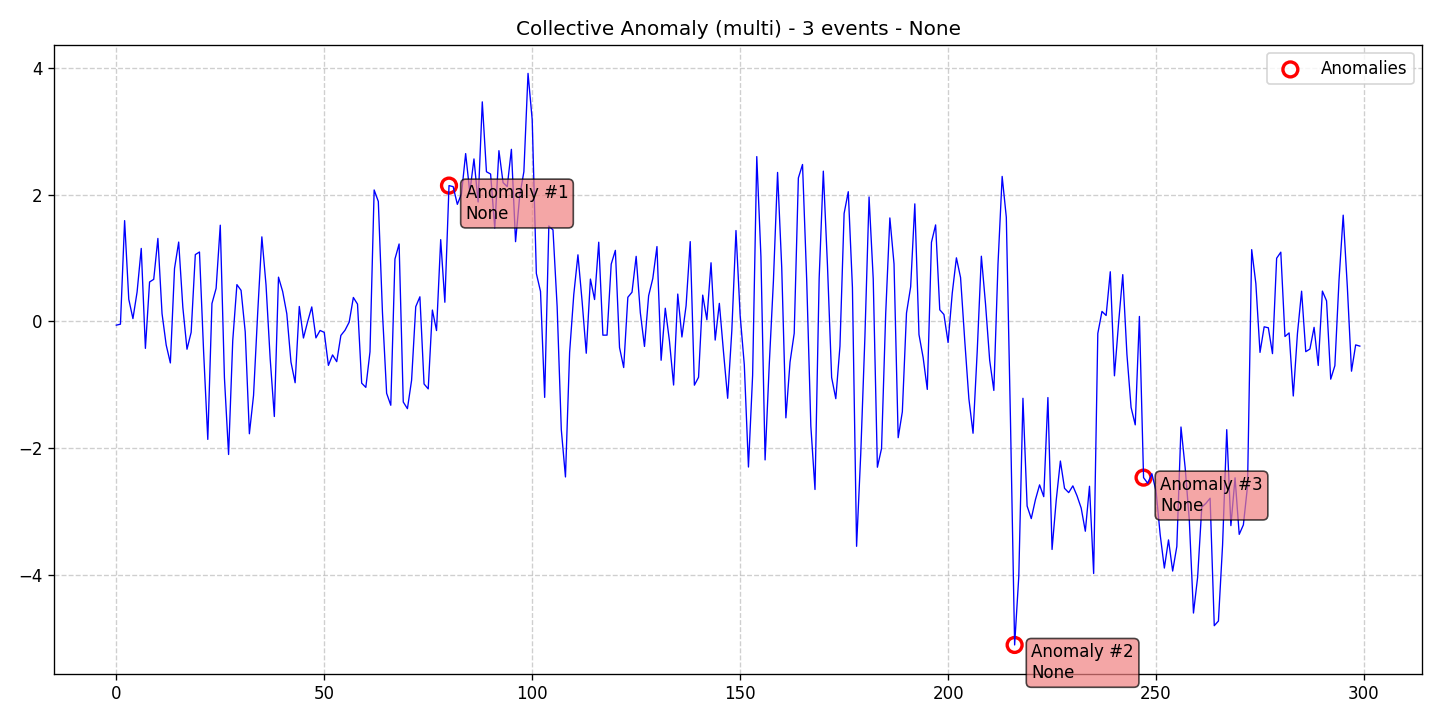 Collective Anomaly (multi) - 3 events - None
Anomalies
4
2
0
−2
−4
Anomaly #1
None
Anomaly #3
None
Anomaly #2
None
0
50
100
150
200
250
300